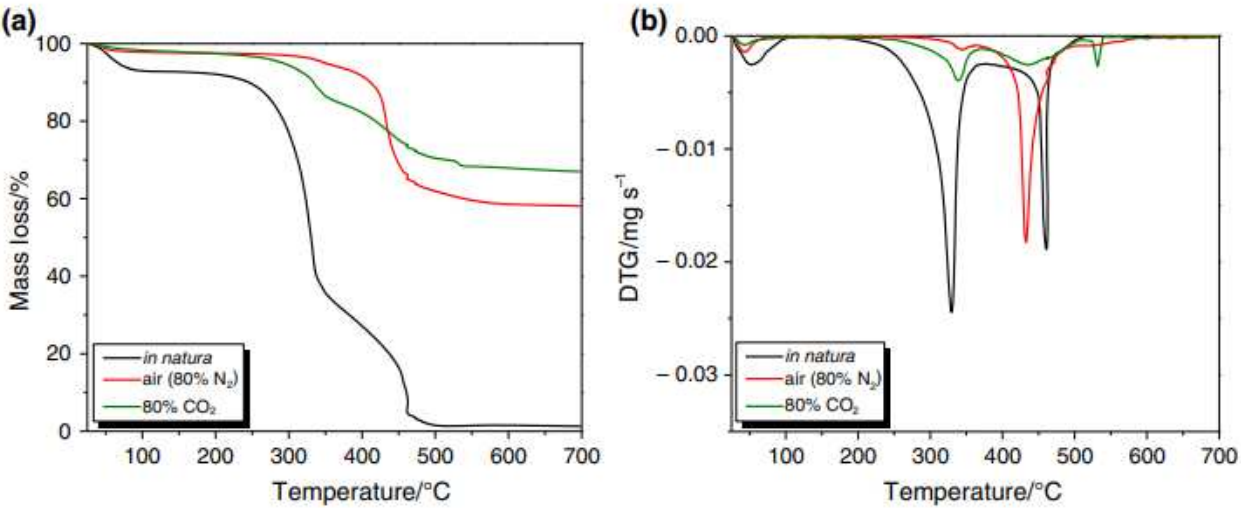 (a)
100
80
60
40
20
0
Mass loss/%
in natura
air (80% N₂)
80% CO₂
100 200 300 400 500 600 700
Temperature/°C
(b)
0.00
– 0.01
– 0.02
– 0.03
DTG/mg s⁻¹
in natura
air (80% N₂)
80% CO₂
100 200 300 400 500 600 700
Temperature/°C